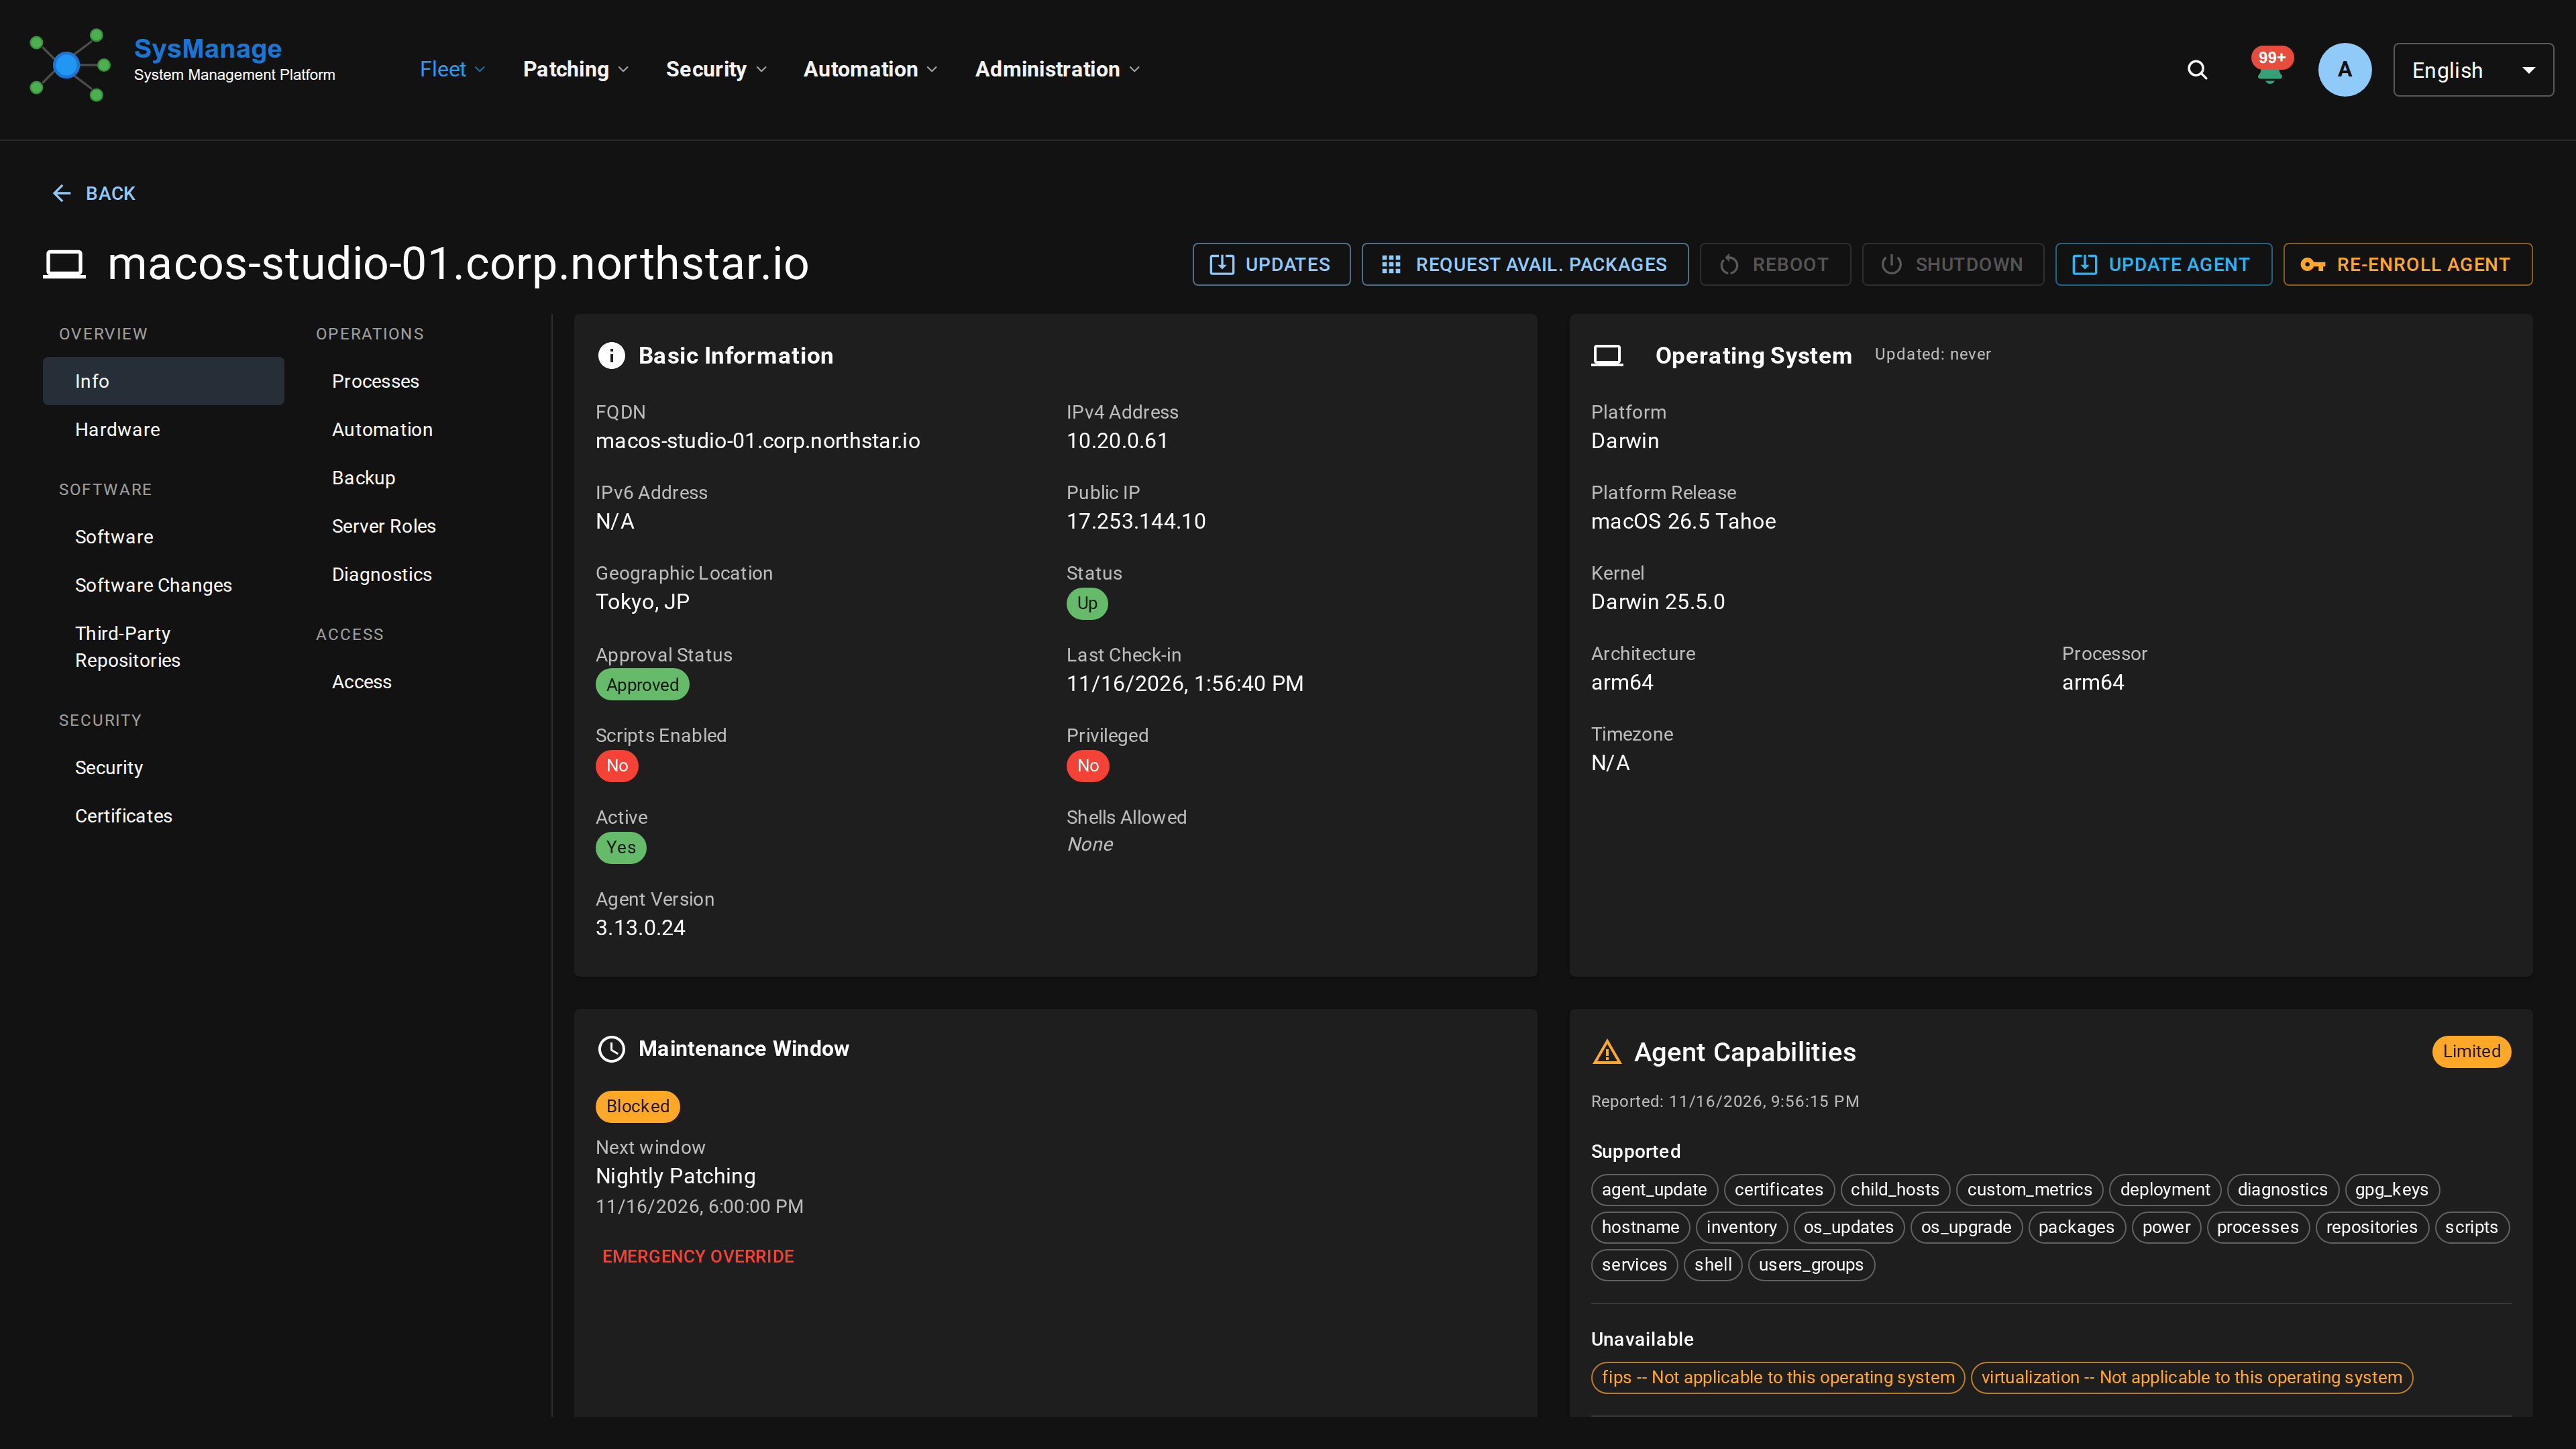 SysManage
System Management Platform
Fleet
Patching
Security
Automation
Administration
99+
A
English
BACK
macos-studio-01.corp.northstar.io
UPDATES
REQUEST AVAIL. PACKAGES
REBOOT
SHUTDOWN
UPDATE AGENT
RE-ENROLL AGENT
OVERVIEW
Info
Hardware
SOFTWARE
Software
Software Changes
Third-Party
Repositories
SECURITY
Security
Certificates
OPERATIONS
Processes
Automation
Backup
Server Roles
Diagnostics
ACCESS
Access
Basic Information
FQDN
macos-studio-01.corp.northstar.io
IPv4 Address
10.20.0.61
IPv6 Address
N/A
Public IP
17.253.144.10
Geographic Location
Tokyo, JP
Status
Up
Approval Status
Approved
Last Check-in
11/16/2026, 1:56:40 PM
Scripts Enabled
No
Privileged
No
Active
Yes
Shells Allowed
None
Agent Version
3.13.0.24
Operating System
Updated: never
Platform
Darwin
Platform Release
macOS 26.5 Tahoe
Kernel
Darwin 25.5.0
Architecture
arm64
Processor
arm64
Timezone
N/A
Maintenance Window
Blocked
Next window
Nightly Patching
11/16/2026, 6:00:00 PM
EMERGENCY OVERRIDE
Agent Capabilities
Limited
Reported: 11/16/2026, 9:56:15 PM
Supported
agent_update certificates child_hosts custom_metrics deployment diagnostics gpg_keys
hostname inventory os_updates os_upgrade packages power processes repositories scripts
services shell users_groups
Unavailable
fips -- Not applicable to this operating system virtualization -- Not applicable to this operating system